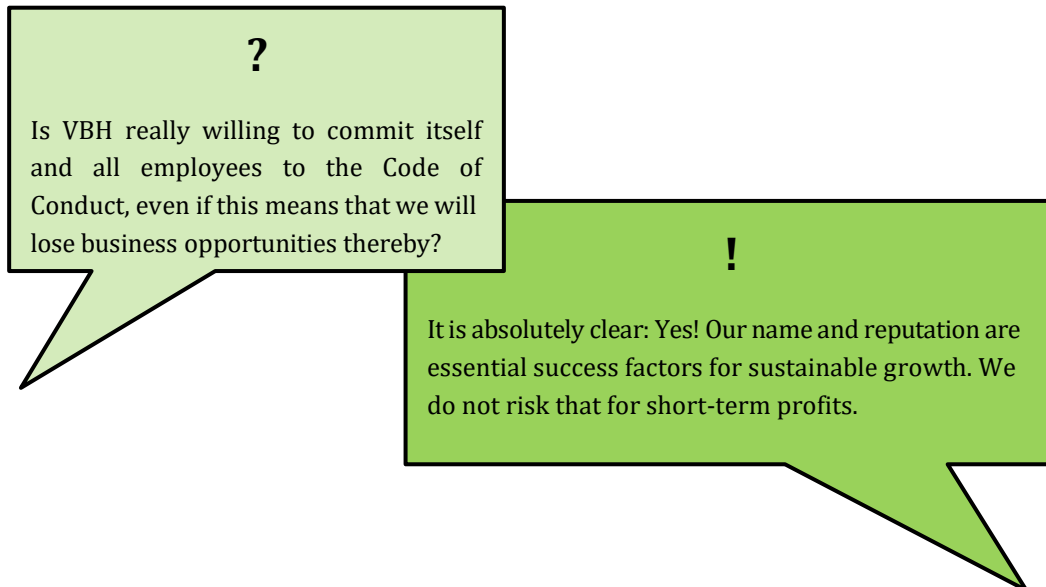 ?
Is VBH really willing to commit itself
and all employees to the Code of
Conduct, even if this means that we will
lose business opportunities thereby?
!
It is absolutely clear: Yes! Our name and reputation are
essential success factors for sustainable growth. We
do not risk that for short-term profits.